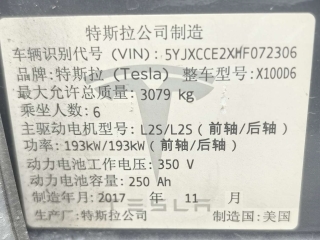 特斯拉公司制造
车辆识别代号 (VIN): 5YJXCCE2XHF072306
品牌: 特斯拉 (Tesla) 整车型号: X100D6
最大允许总质量: 3079 kg
乘坐人数: 6
主驱动电机型号: L2S/L2S ( 前轴/后轴 )
功率: 193kW/193kW ( 前轴/后轴 )
动力电池工作电压: 350 V
动力电池容量: 250 Ah
制造年月: 2017 年 11 月
生产厂: 特斯拉公司 制造国: 美国
TESLA